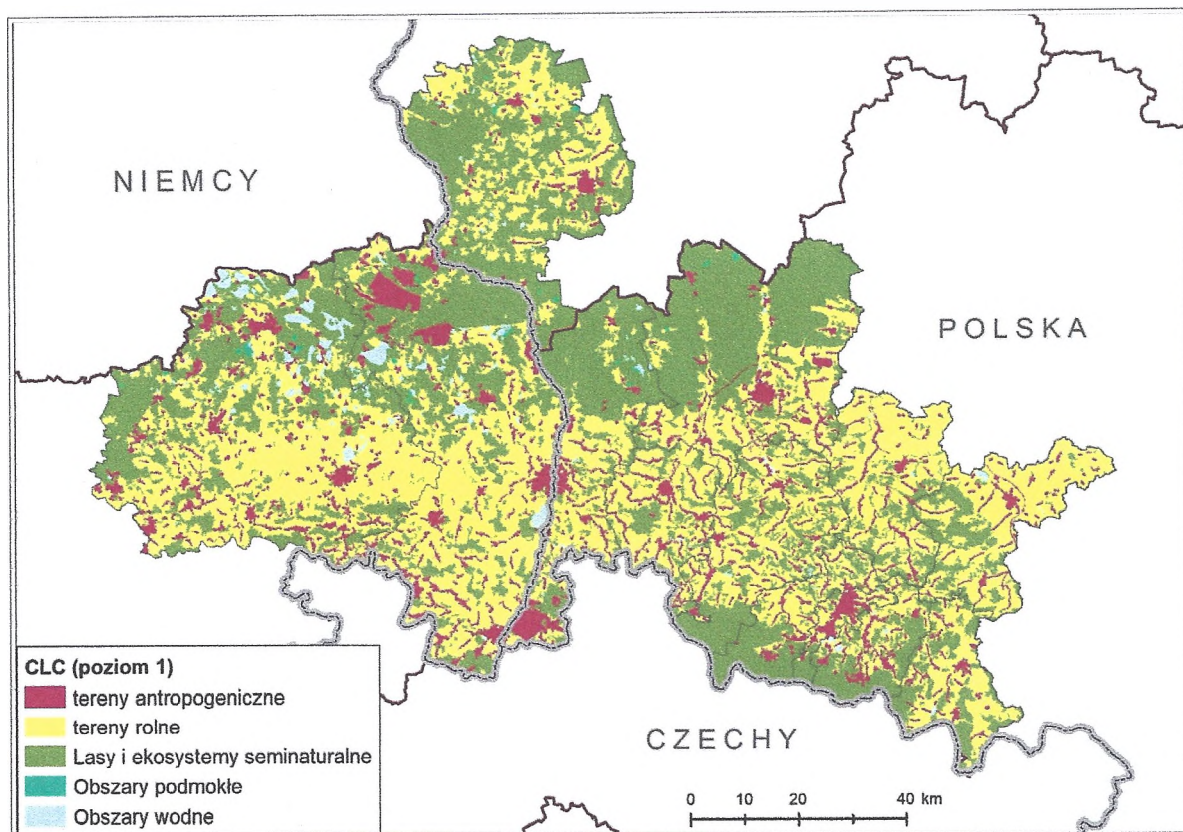 NIEMCY
POLSKA
CZECHY
CLC (poziom 1)
tereny antropogeniczne
tereny rolne
Lasy i ekosystemy seminaturalne
Obszary podmokłe
Obszary wodne
0 10 20 40 km